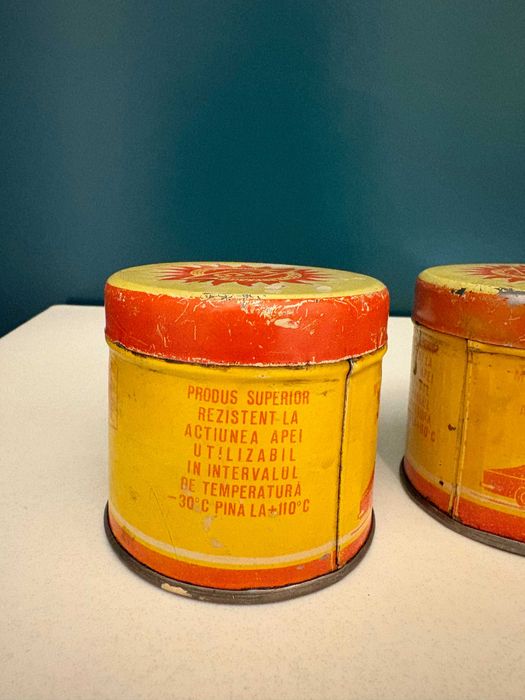 PRODUS SUPERIOR
REZISTENT LA
ACTIUNEA APEI
UTILIZABIL
IN INTERVALUL
DE TEMPERATURĂ
-30°C PINA LA +110°C